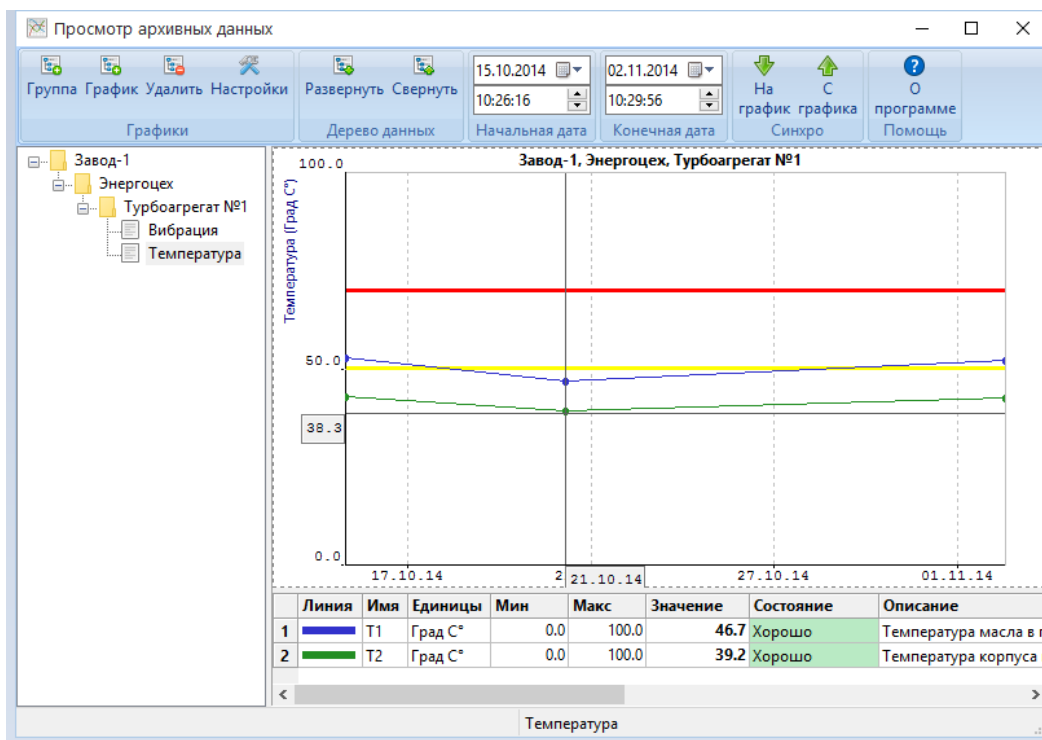 Просмотр архивных данных
Группа График Удалить Настройки
Графики
Развернуть Свернуть
Дерево данных
15.10.2014
10:26:16
Начальная дата
02.11.2014
10:29:56
Конечная дата
На график
С графика
Синхро
О программе
Помощь
Завод-1
Энергоцех
Турбоагрегат №1
Вибрация
Температура
Завод-1, Энергоцех, Турбоагрегат №1
Температура (Град С°)
100.0
50.0
38.3
0.0
17.10.14 2 21.10.14 27.10.14 01.11.14
Линия Имя Единицы Мин Макс Значение Состояние Описание
1 T1 Град С° 0.0 100.0 46.7 Хорошо Температура масла в
2 T2 Град С° 0.0 100.0 39.2 Хорошо Температура корпуса
Температура